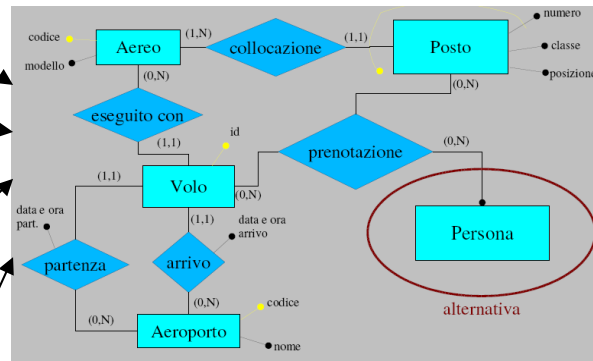 numero
codice
(1,N)
(1,1)
Aereo
collocazione
Posto
classe
modello
posizione
(0,N)
(0,N)
eseguito con
id
(1,1)
prenotazione
(0,N)
(1,1)
Volo
(0,N)
data e ora
part.
(1,1)
data e ora
arrivo
Persona
partenza
arrivo
alternativa
(0,N)
(0,N)
codice
Aeroporto
nome